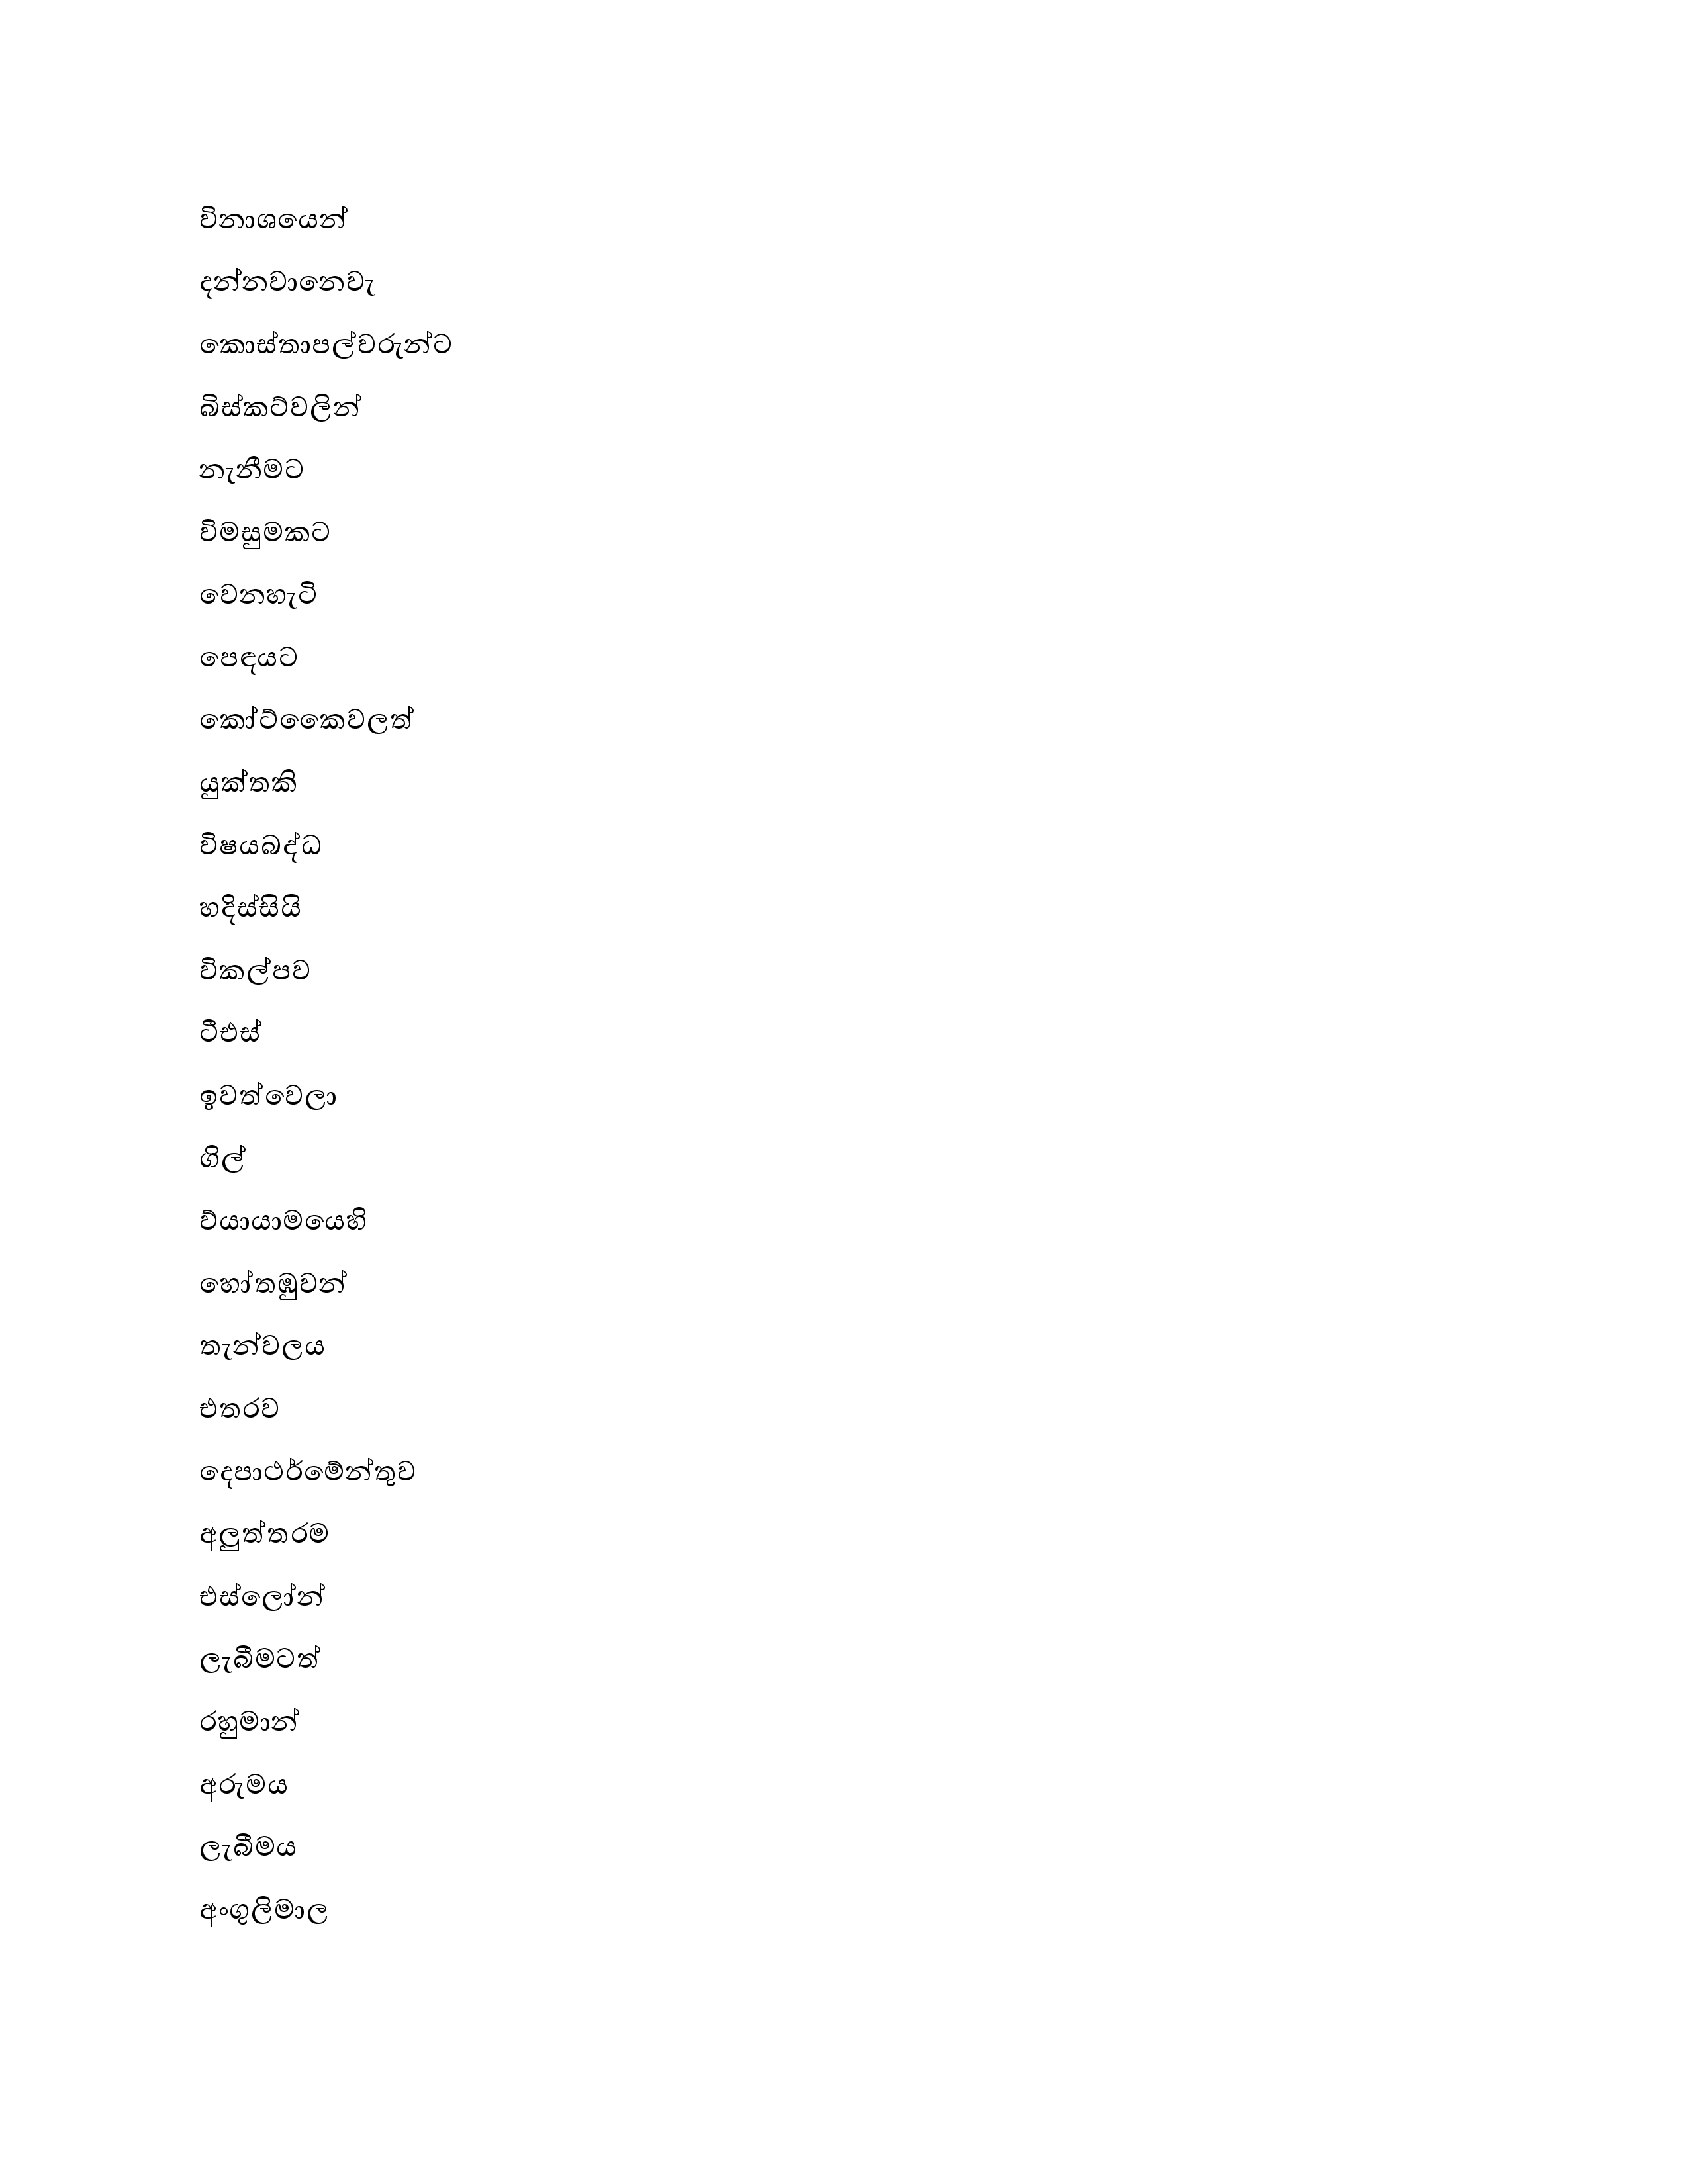 විනාශයෙන්
දන්නවානෙවැ
කොස්තාපල්වරුන්ට
බිස්කට්වලින්
නැනීමට
විමසුමකට
වෙනහැටි
පෙඳයට
කෝට්කෛවලත්
යුක්තකි
විෂයබද්ධ
හදිස්සියි
විකල්පව
ටීඑස්
ඉවත්වෙලා
ගිල්
ව්යායාමයෙහි
හෝතඹුවන්
තැන්වලය
එතරව
දෙපාර්ථමේන්තුව
අලුත්තරම
එස්ලෝන්
ලැබීමටත්
රහුමාන්
අරුමය
ලැබීමය
අංගුලිමාල